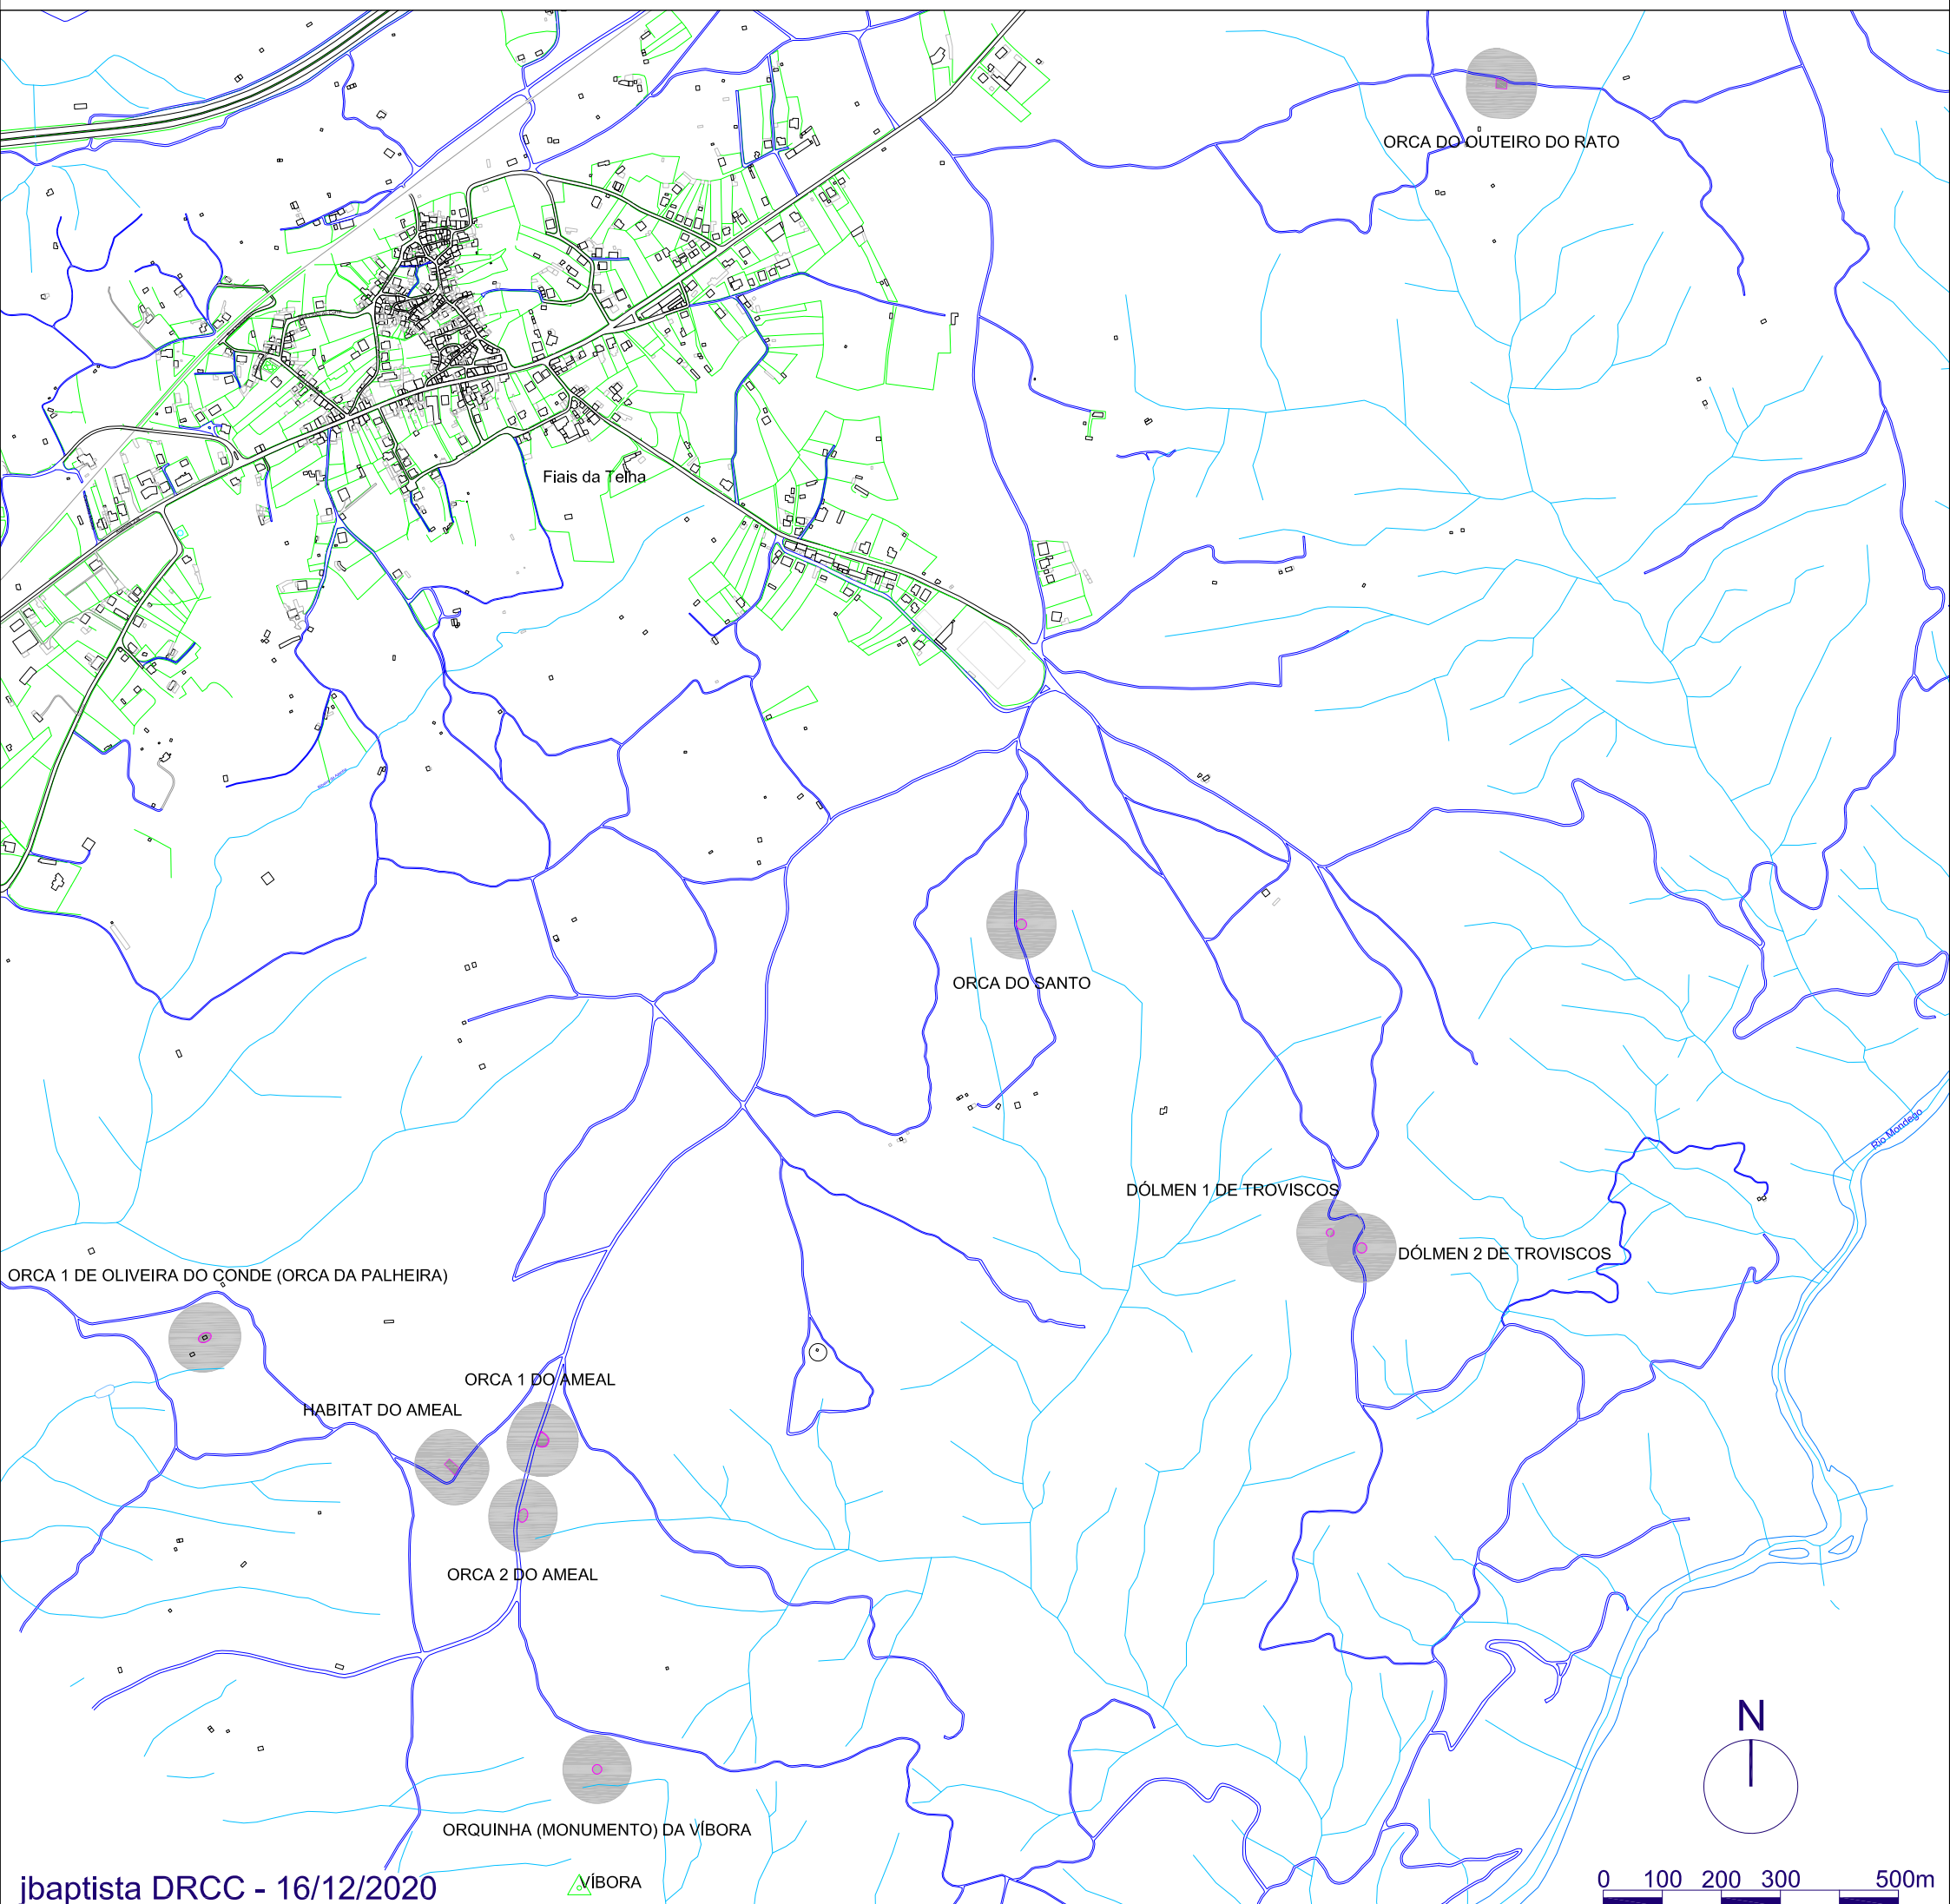 ORCA DO OUTEIRO DO RATO
Fiais da Telha
ORCA DO SANTO
Rio Mondego
DÓLMEN 1 DE TROVISCOS
DÓLMEN 2 DE TROVISCOS
ORCA 1 DE OLIVEIRA DO CONDE (ORCA DA PALHEIRA)
ORCA 1 DO AMEAL
HABITAT DO AMEAL
ORCA 2 DO AMEAL
N
ORQUINHA (MONUMENTO) DA VÍBORA
VÍBORA
jbaptista DRCC - 16/12/2020
0 100 200 300 500m